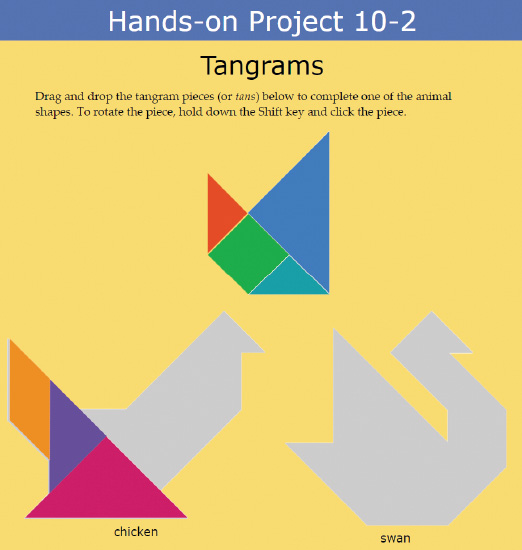 Hands-on Project 10-2
Tangrams
Drag and drop the tangram pieces (or tans) below to complete one of the animal
shapes. To rotate the piece, hold down the Shift key and click the piece.
chicken
swan